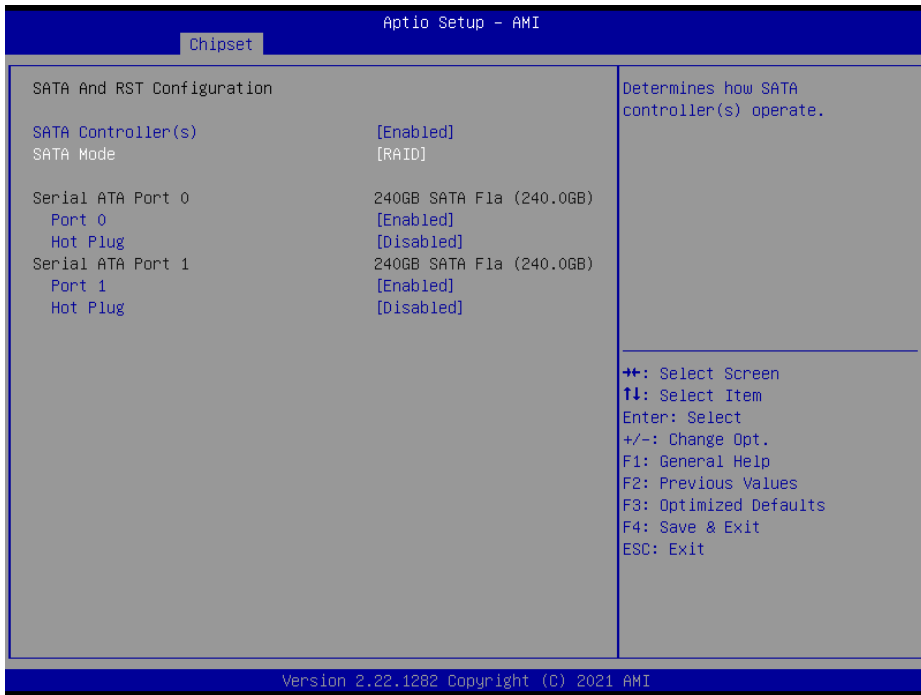 Aptio Setup – AMI
Chipset
SATA And RST Configuration
SATA Controller(s) [Enabled]
SATA Mode [RAID]
Serial ATA Port 0 240GB SATA Fla (240.0GB)
Port 0 [Enabled]
Hot Plug [Disabled]
Serial ATA Port 1 240GB SATA Fla (240.0GB)
Port 1 [Enabled]
Hot Plug [Disabled]
Determines how SATA
controller(s) operate.
→←: Select Screen
↑↓: Select Item
Enter: Select
+/-: Change Opt.
F1: General Help
F2: Previous Values
F3: Optimized Defaults
F4: Save & Exit
ESC: Exit
Version 2.22.1282 Copyright (C) 2021 AMI